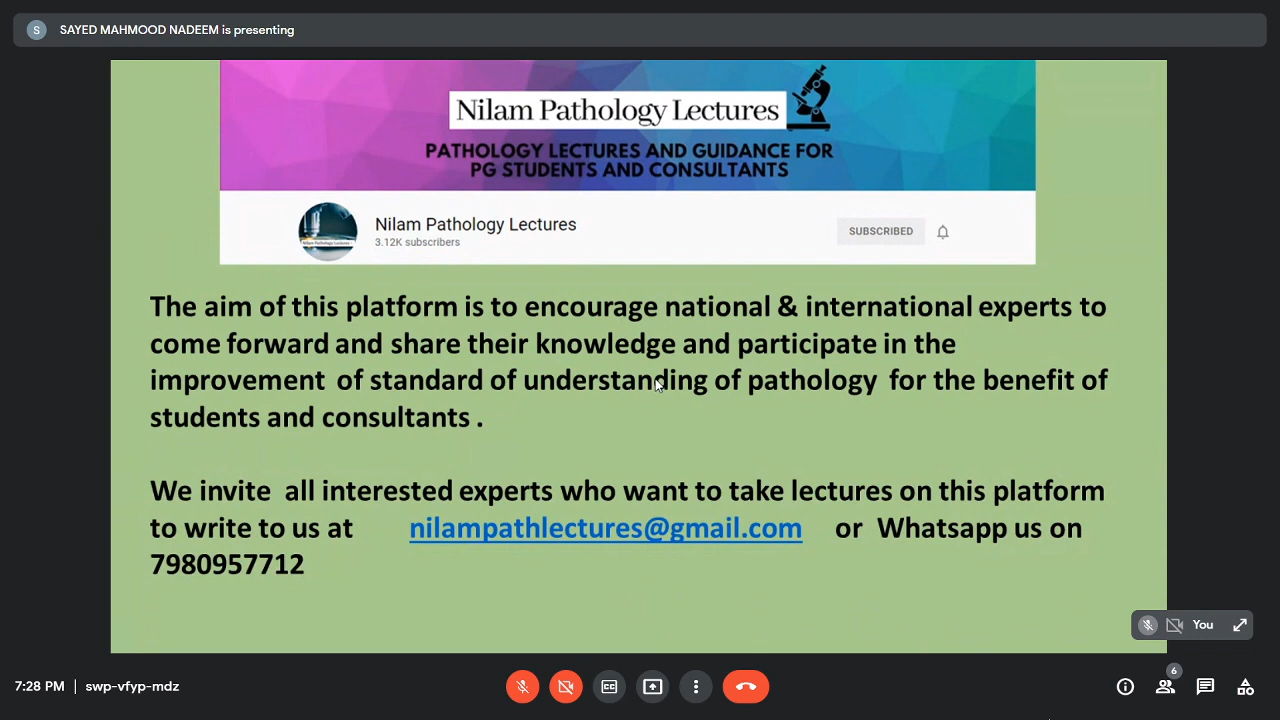 S SAYED MAHMOOD NADEEM is presenting
Nilam Pathology Lectures
PATHOLOGY LECTURES AND GUIDANCE FOR
PG STUDENTS AND CONSULTANTS
Nilam Pathology Lectures
Nilam Pathology Lectures
3.12K subscribers
SUBSCRIBED
The aim of this platform is to encourage national & international experts to
come forward and share their knowledge and participate in the
improvement of standard of understanding of pathology for the benefit of
students and consultants .
We invite all interested experts who want to take lectures on this platform
to write to us at nilampathlectures@gmail.com or Whatsapp us on
7980957712
You
7:28 PM | swp-vfyp-mdz
CC
6